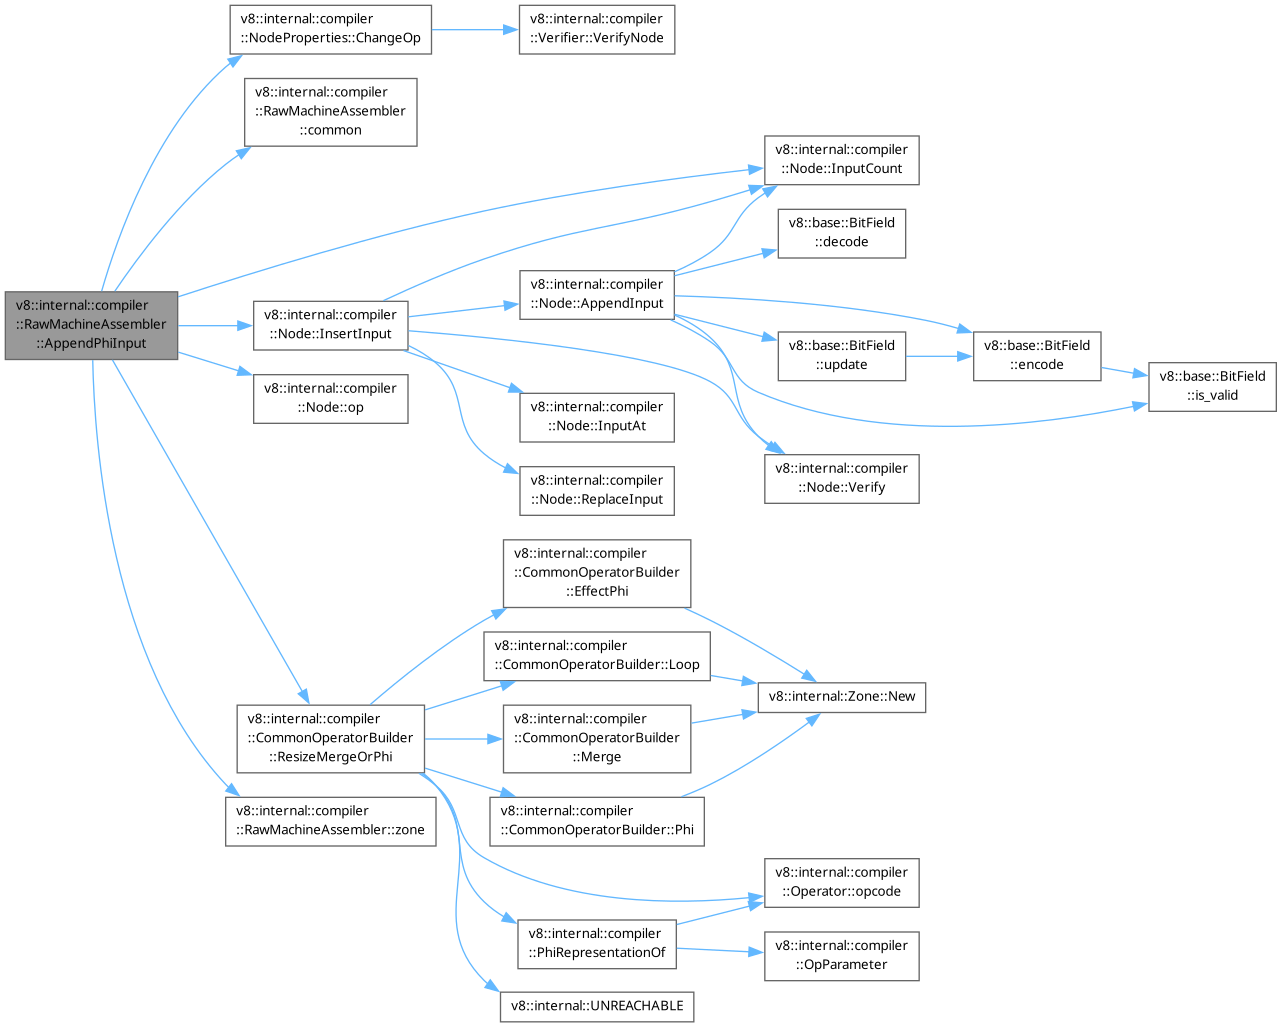 v8::internal::compiler
::NodeProperties::ChangeOp
v8::internal::compiler
::Verifier::VerifyNode
v8::internal::compiler
::RawMachineAssembler
::common
v8::internal::compiler
::Node::InputCount
v8::base::BitField
::decode
v8::internal::compiler
::RawMachineAssembler
::AppendPhiInput
v8::internal::compiler
::Node::InsertInput
v8::internal::compiler
::Node::AppendInput
v8::base::BitField
::update
v8::base::BitField
::encode
v8::base::BitField
::is_valid
v8::internal::compiler
::Node::op
v8::internal::compiler
::Node::InputAt
v8::internal::compiler
::Node::Verify
v8::internal::compiler
::Node::ReplaceInput
v8::internal::compiler
::CommonOperatorBuilder
::EffectPhi
v8::internal::compiler
::CommonOperatorBuilder::Loop
v8::internal::Zone::New
v8::internal::compiler
::CommonOperatorBuilder
::ResizeMergeOrPhi
v8::internal::compiler
::CommonOperatorBuilder
::Merge
v8::internal::compiler
::RawMachineAssembler::zone
v8::internal::compiler
::CommonOperatorBuilder::Phi
v8::internal::compiler
::Operator::opcode
v8::internal::compiler
::PhiRepresentationOf
v8::internal::compiler
::OpParameter
v8::internal::UNREACHABLE